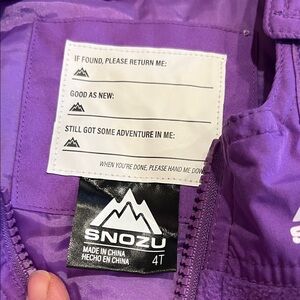 IF FOUND, PLEASE RETURN ME:
GOOD AS NEW:
STILL GOT SOME ADVENTURE IN ME:
WHEN YOU'RE DONE, PLEASE HAND ME DOWN
SNOZU
MADE IN CHINA
HECHO EN CHINA
4T